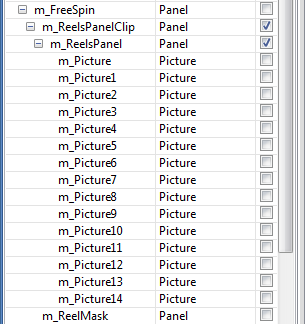 m_FreeSpin Panel
m_ReelsPanelClip Panel
m_ReelsPanel Panel
m_Picture Picture
m_Picture1 Picture
m_Picture2 Picture
m_Picture3 Picture
m_Picture4 Picture
m_Picture5 Picture
m_Picture6 Picture
m_Picture7 Picture
m_Picture8 Picture
m_Picture9 Picture
m_Picture10 Picture
m_Picture11 Picture
m_Picture12 Picture
m_Picture13 Picture
m_Picture14 Picture
m_ReelMask Panel